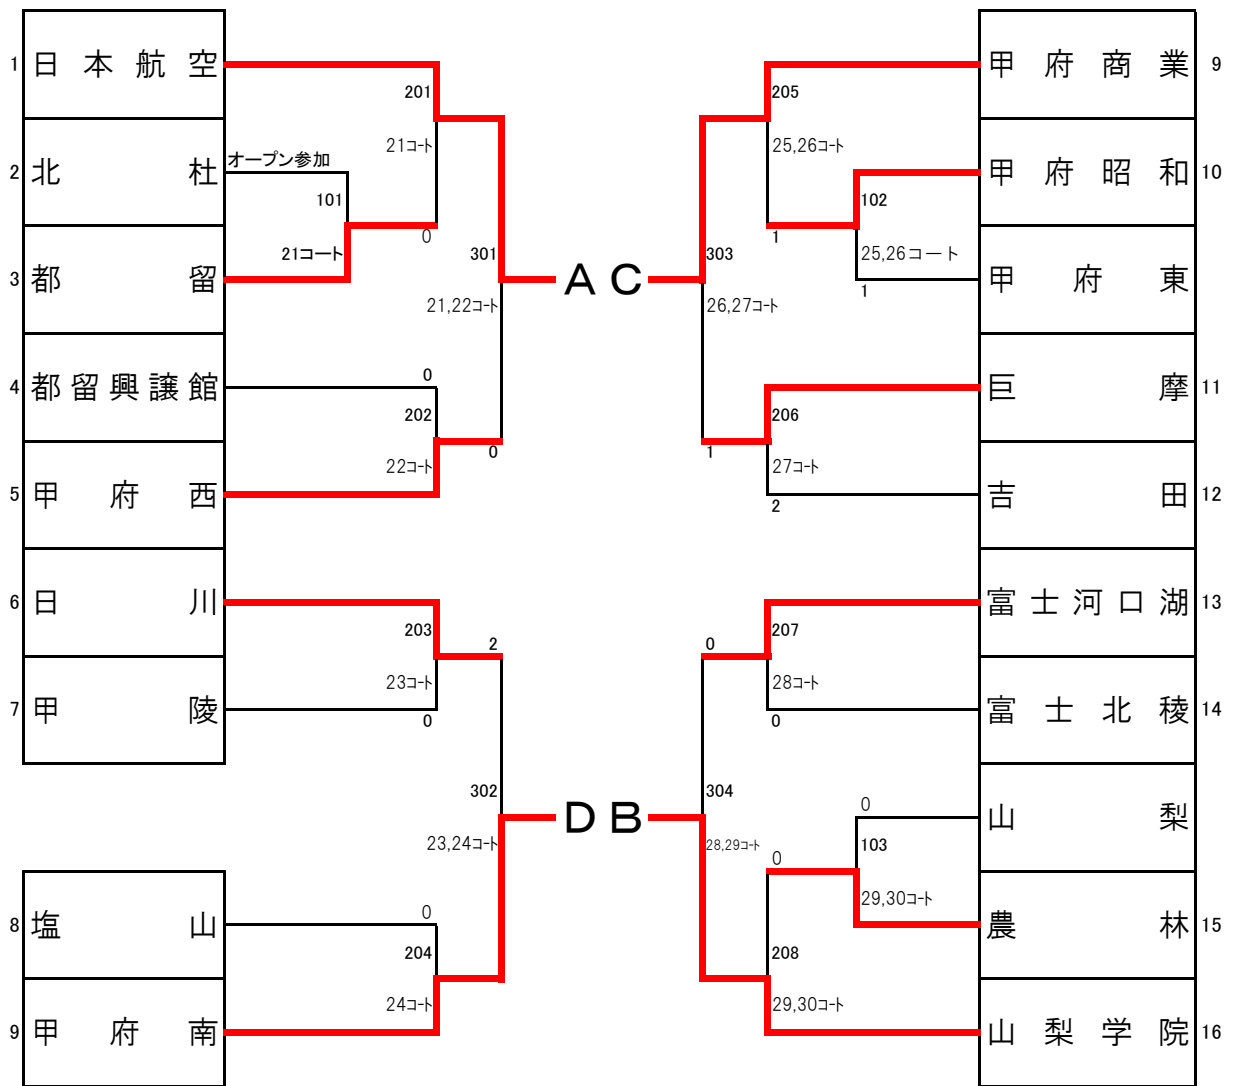 1 日本航空
201
21コート
2 北杜
オープン参加
101
21コート
0
3 都留
301
21,22コート
A
4 都留興譲館
0
202
22コート
0
5 甲府西
6 日川
203
2
23コート
7 甲陵
0
302
D
23,24コート
8 塩山
0
204
24コート
9 甲府南
甲府商業 9
205
25,26コート
甲府昭和 10
102
1
25,26コート
甲府東
1
303
C
26,27コート
巨摩 11
206
1
27コート
吉田 12
2
富士河口湖 13
0
207
28コート
富士北稜 14
0
304
B
28,29コート
山梨
0
103
0
29,30コート
農林 15
208
29,30コート
山梨学院 16